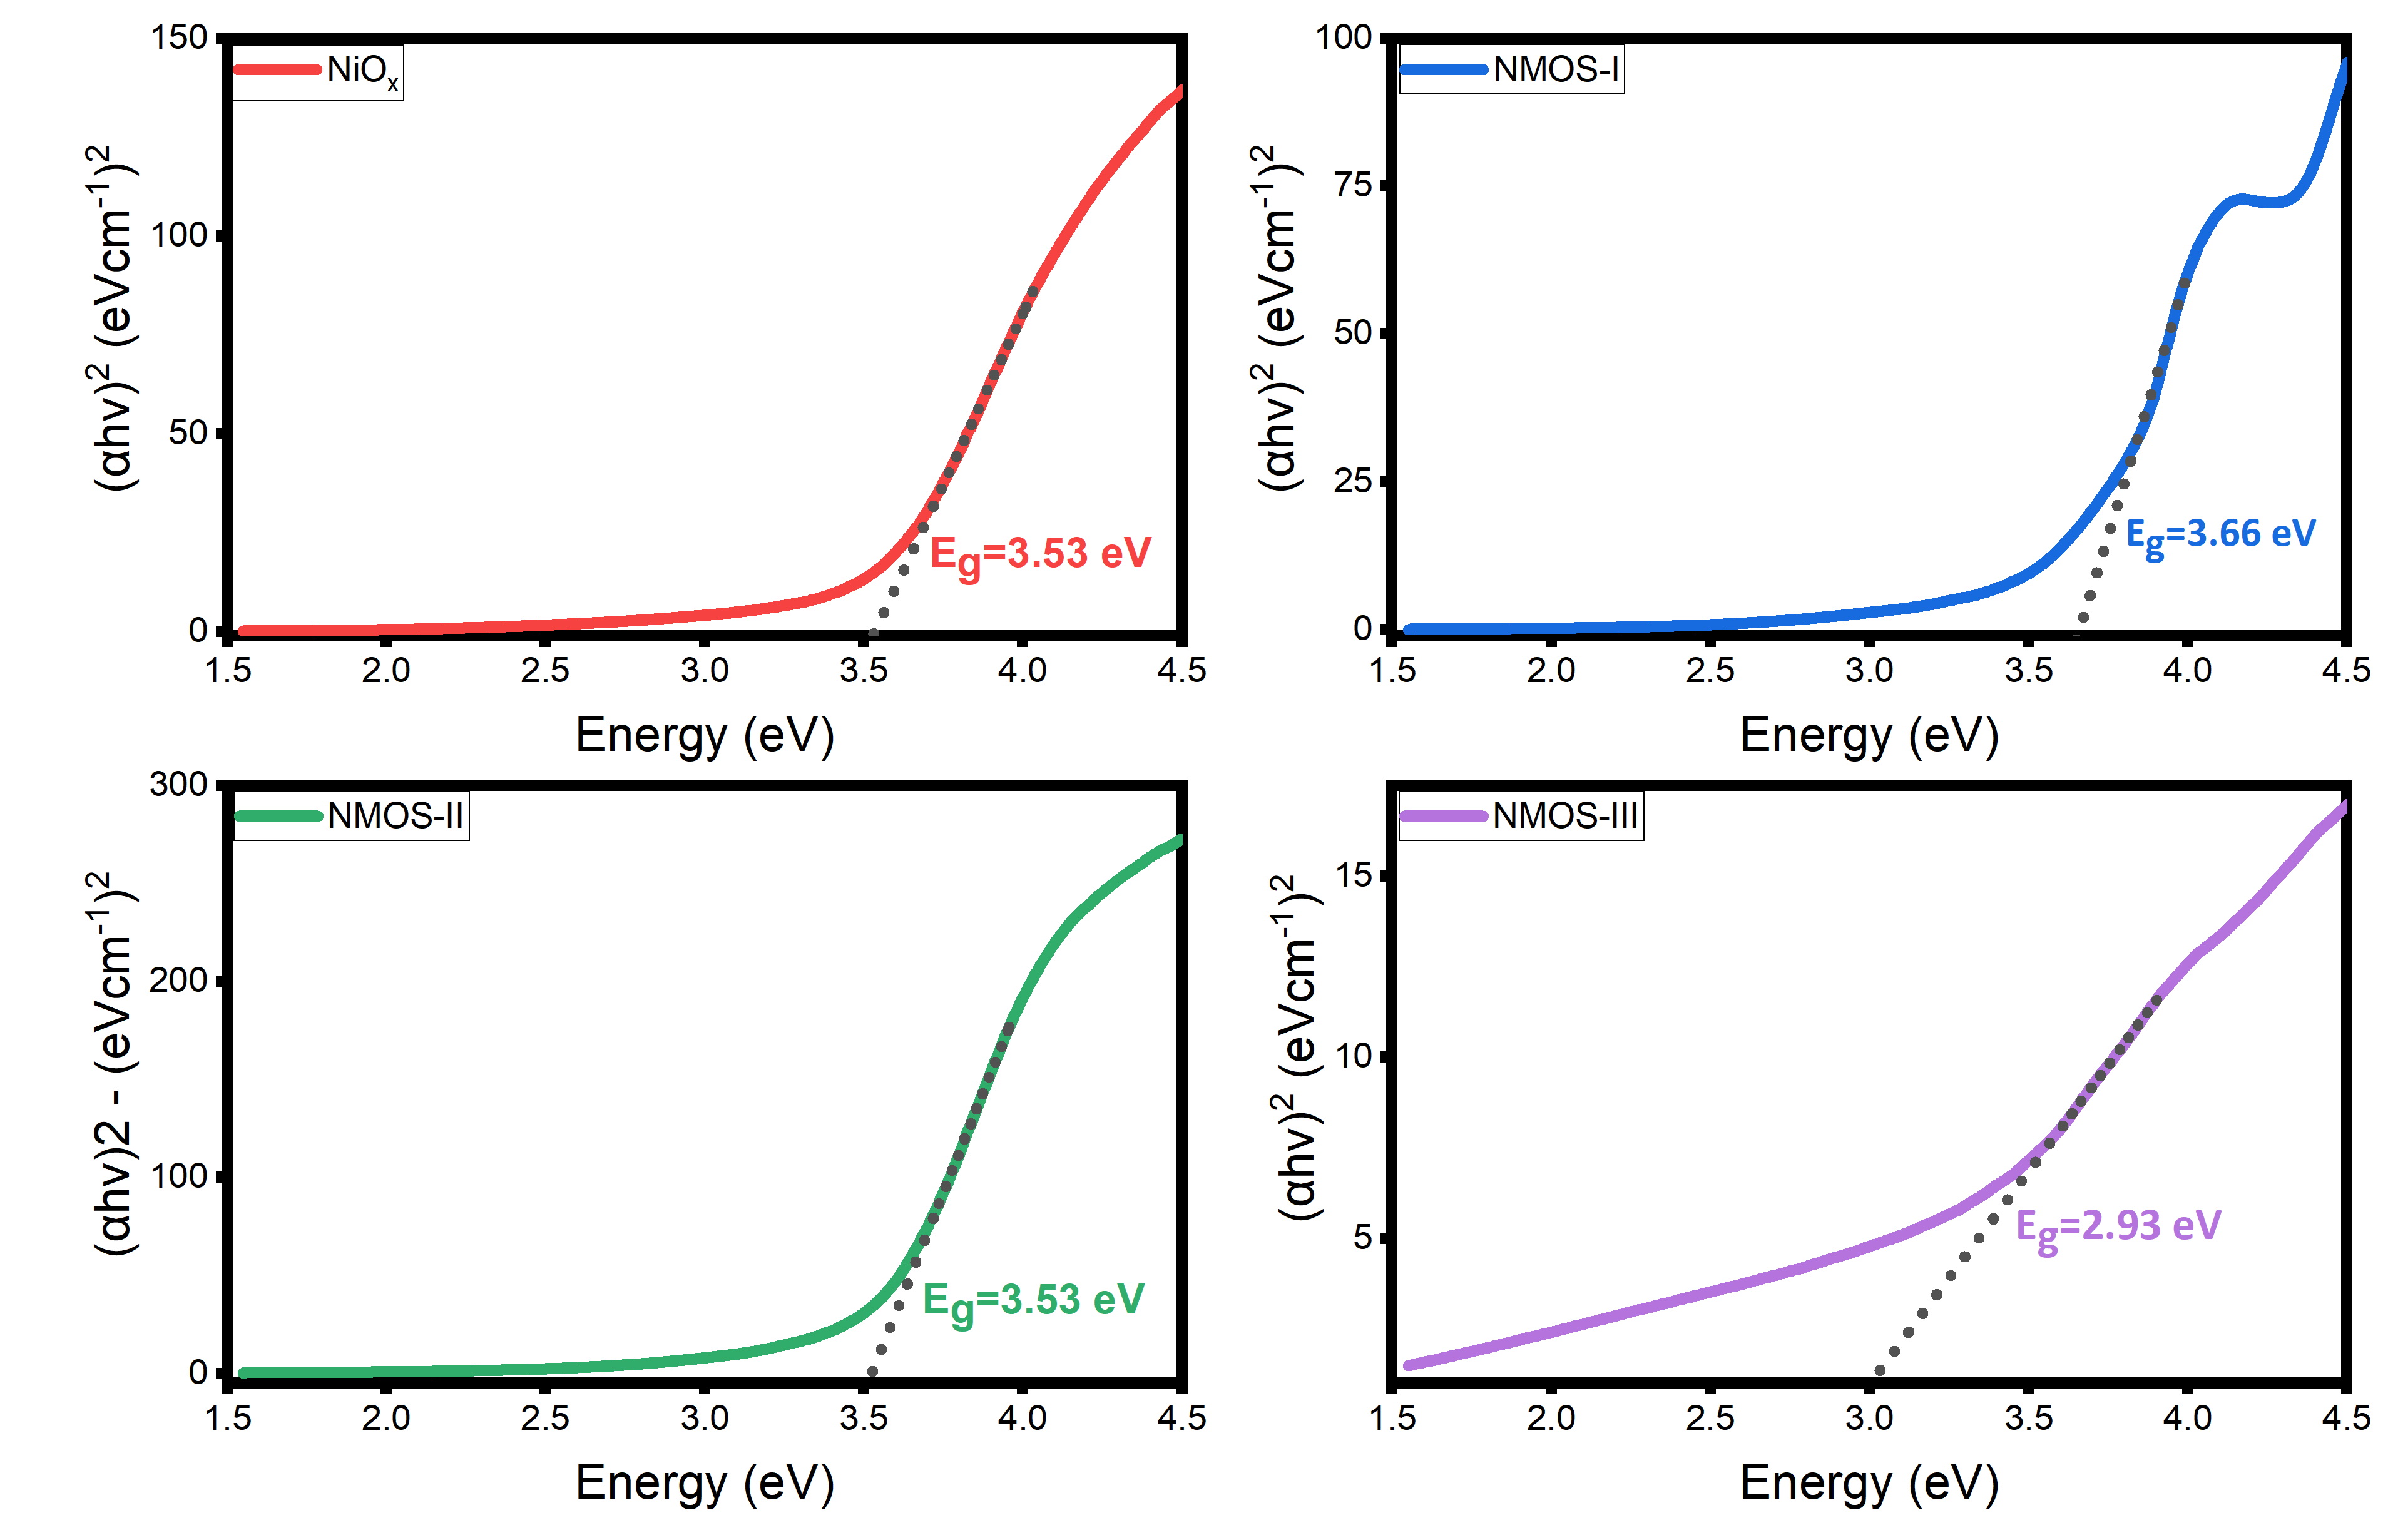 150
NiOx
100
50
0
(αhv)² (eVcm⁻¹)²
Eg=3.53 eV
1.5 2.0 2.5 3.0 3.5 4.0 4.5
Energy (eV)
100
NMOS-I
75
50
25
0
(αhv)² (eVcm⁻¹)²
Eg=3.66 eV
1.5 2.0 2.5 3.0 3.5 4.0 4.5
Energy (eV)
300
NMOS-II
200
100
0
(αhv)2 - (eVcm⁻¹)²
Eg=3.53 eV
1.5 2.0 2.5 3.0 3.5 4.0 4.5
Energy (eV)
NMOS-III
15
10
5
(αhv)² (eVcm⁻¹)²
Eg=2.93 eV
1.5 2.0 2.5 3.0 3.5 4.0 4.5
Energy (eV)